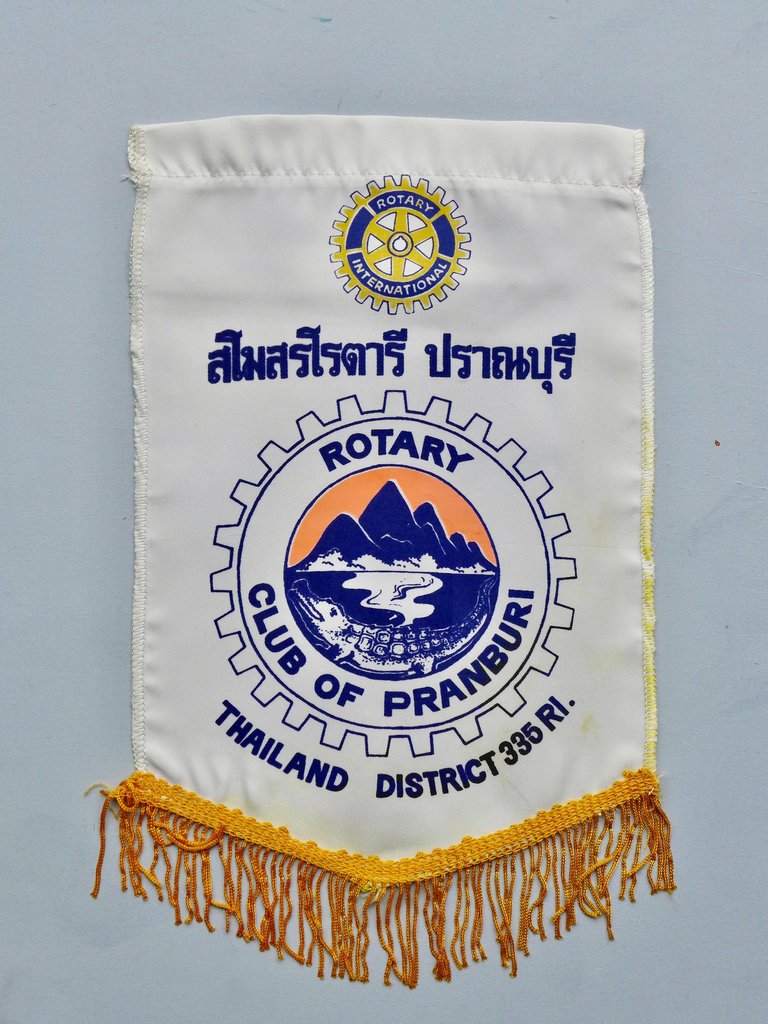 ROTARY
INTERNATIONAL
สโมสรโรตารี ปราณบุรี
ROTARY
CLUB OF PRANBURI
THAILAND DISTRICT 335 RI.